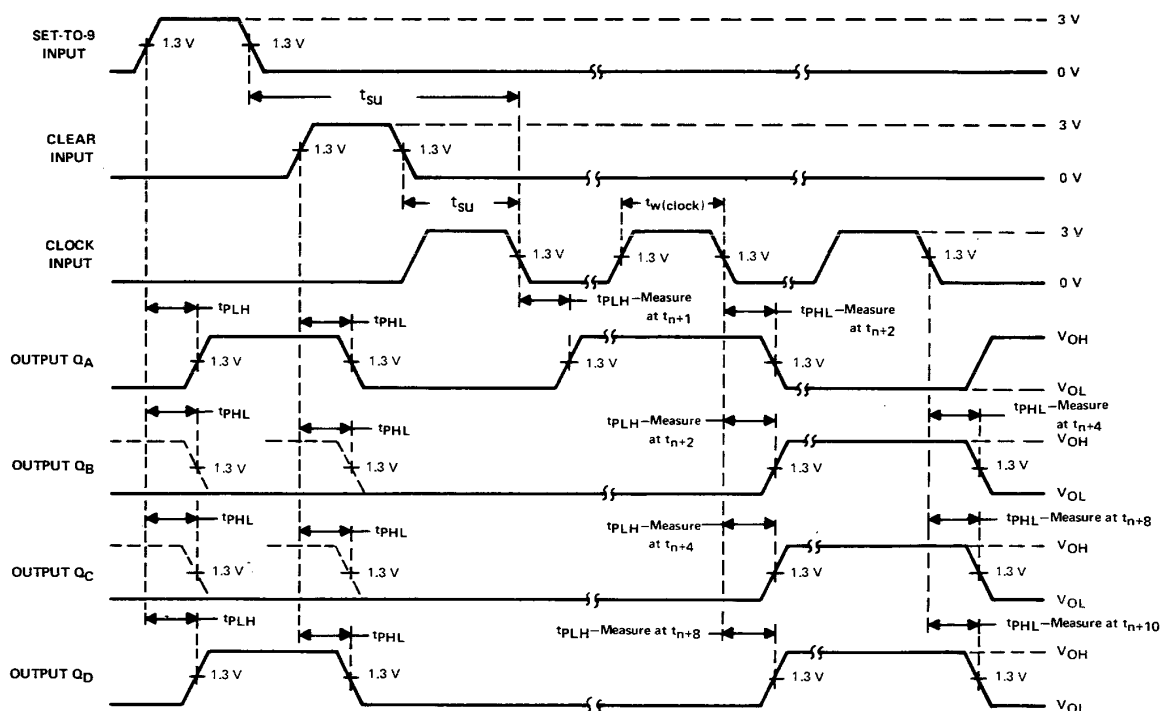 3 V
SET-TO-9
INPUT
1.3 V
1.3 V
0 V
tsu
3 V
CLEAR
INPUT
1.3 V
1.3 V
0 V
tsu
tw(clock)
3 V
CLOCK
INPUT
1.3 V
1.3 V
1.3 V
1.3 V
0 V
tPLH
tPHL
tPLH–Measure
at tn+1
tPHL–Measure
at tn+2
VOH
OUTPUT QA
1.3 V
1.3 V
1.3 V
1.3 V
VOL
tPHL
tPHL
tPLH–Measure
at tn+2
tPHL–Measure
at tn+4
VOH
OUTPUT QB
1.3 V
1.3 V
1.3 V
1.3 V
VOL
tPHL
tPHL
tPLH–Measure
at tn+4
tPHL–Measure at tn+8
VOH
OUTPUT QC
1.3 V
1.3 V
1.3 V
1.3 V
VOL
tPLH
tPHL
tPLH–Measure at tn+8
tPHL–Measure at tn+10
VOH
OUTPUT QD
1.3 V
1.3 V
1.3 V
1.3 V
VOL